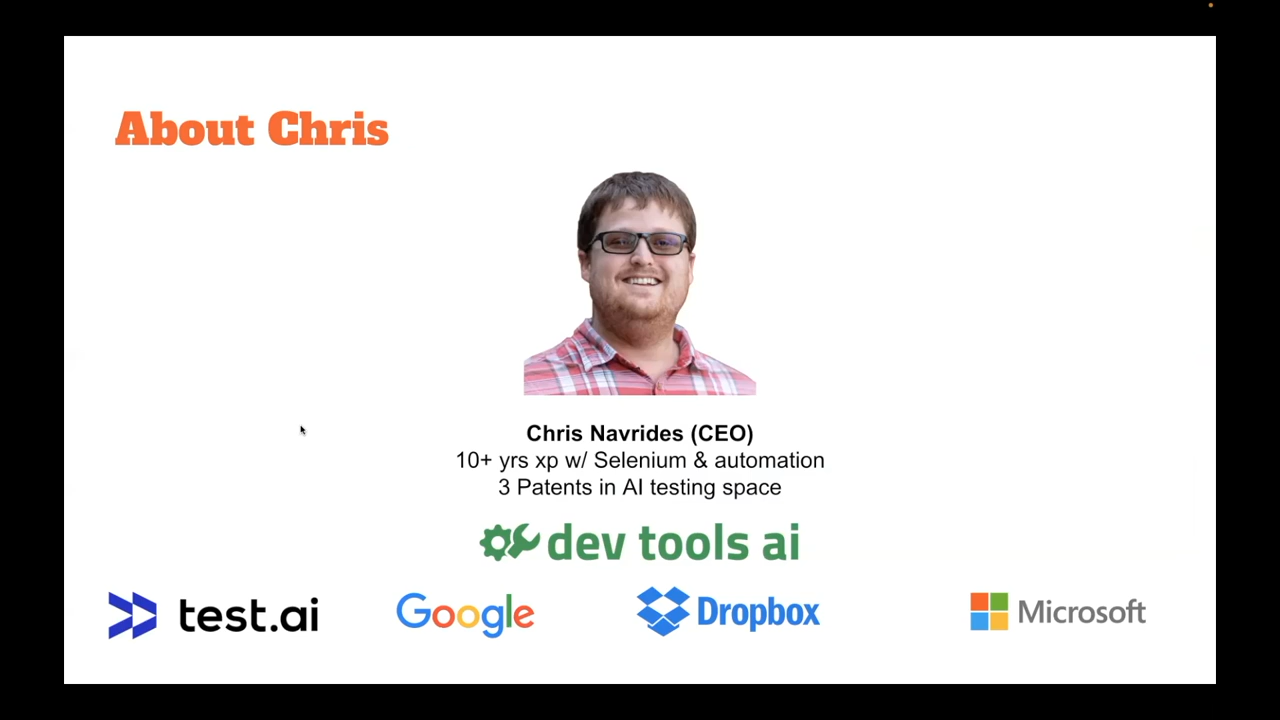 About Chris
Chris Navrides (CEO)
10+ yrs xp w/ Selenium & automation
3 Patents in AI testing space
dev tools ai
test.ai
Google
Dropbox
Microsoft